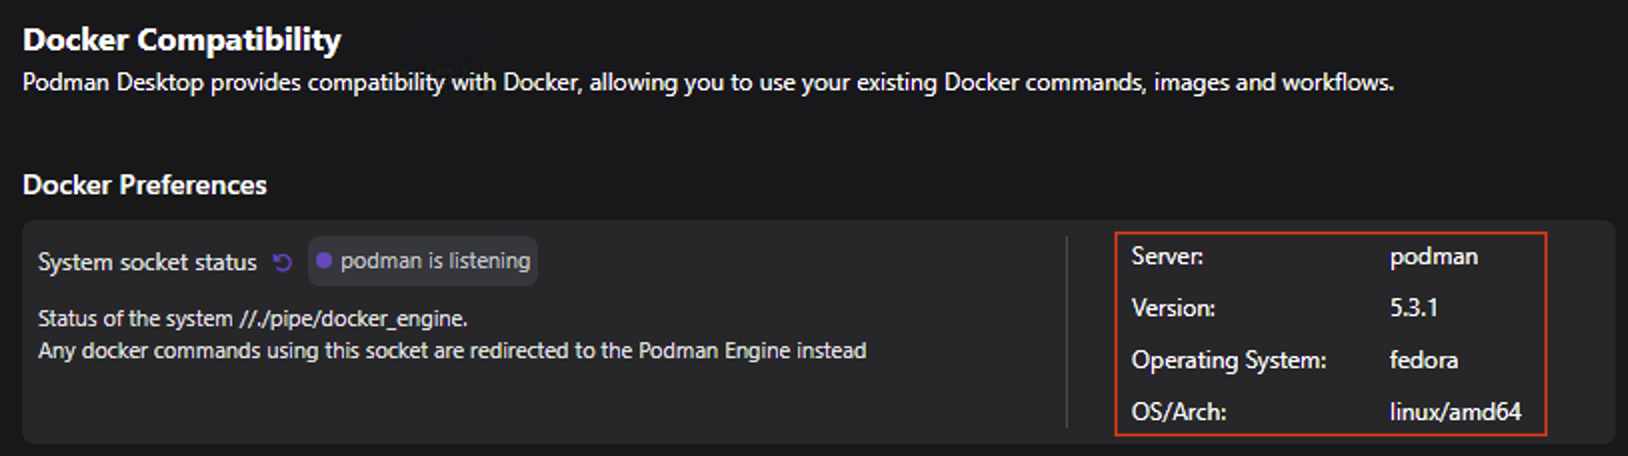 Docker Compatibility
Podman Desktop provides compatibility with Docker, allowing you to use your existing Docker commands, images and workflows.
Docker Preferences
System socket status podman is listening
Status of the system //./pipe/docker_engine.
Any docker commands using this socket are redirected to the Podman Engine instead
Server: podman
Version: 5.3.1
Operating System: fedora
OS/Arch: linux/amd64